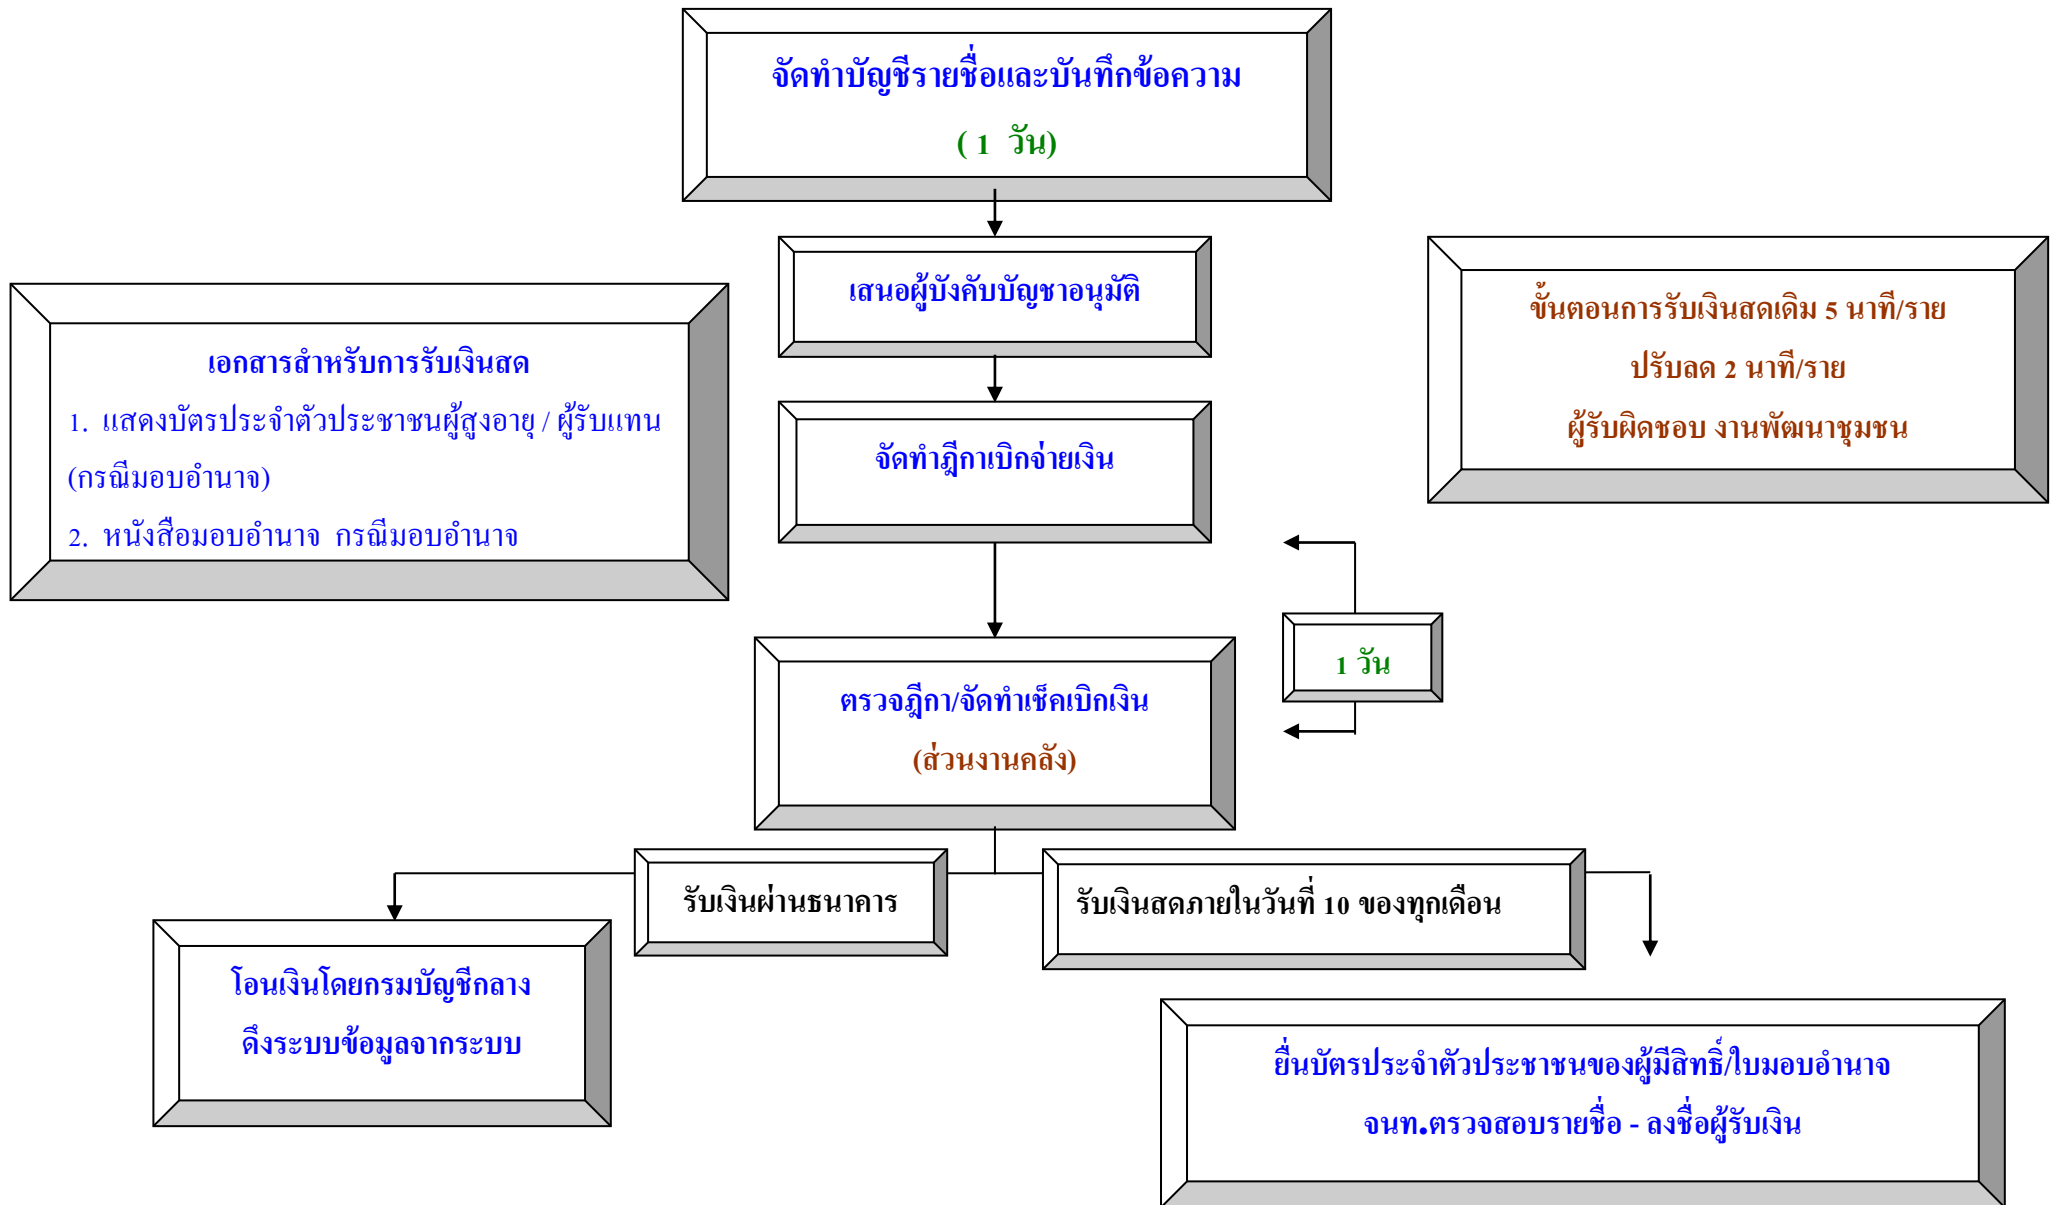 จัดทำบัญชีรายชื่อและบันทึกข้อความ
( 1 วัน)
เสนอผู้บังคับบัญชาอนุมัติ
ขั้นตอนการรับเงินสดเดิม 5 นาที/ราย
ปรับลด 2 นาที/ราย
ผู้รับผิดชอบ งานพัฒนาชุมชน
เอกสารสำหรับการรับเงินสด
1. แสดงบัตรประจำตัวประชาชนผู้สูงอายุ / ผู้รับแทน
(กรณีมอบอำนาจ)
2. หนังสือมอบอำนาจ กรณีมอบอำนาจ
จัดทำฎีกาเบิกจ่ายเงิน
1 วัน
ตรวจฎีกา/จัดทำเช็คเบิกเงิน
(ส่วนงานคลัง)
รับเงินผ่านธนาคาร
รับเงินสดภายในวันที่ 10 ของทุกเดือน
โอนเงินโดยกรมบัญชีกลาง
ดึงระบบข้อมูลจากระบบ
ยื่นบัตรประจำตัวประชาชนของผู้มีสิทธิ์/ใบมอบอำนาจ
จนท.ตรวจสอบรายชื่อ - ลงชื่อผู้รับเงิน